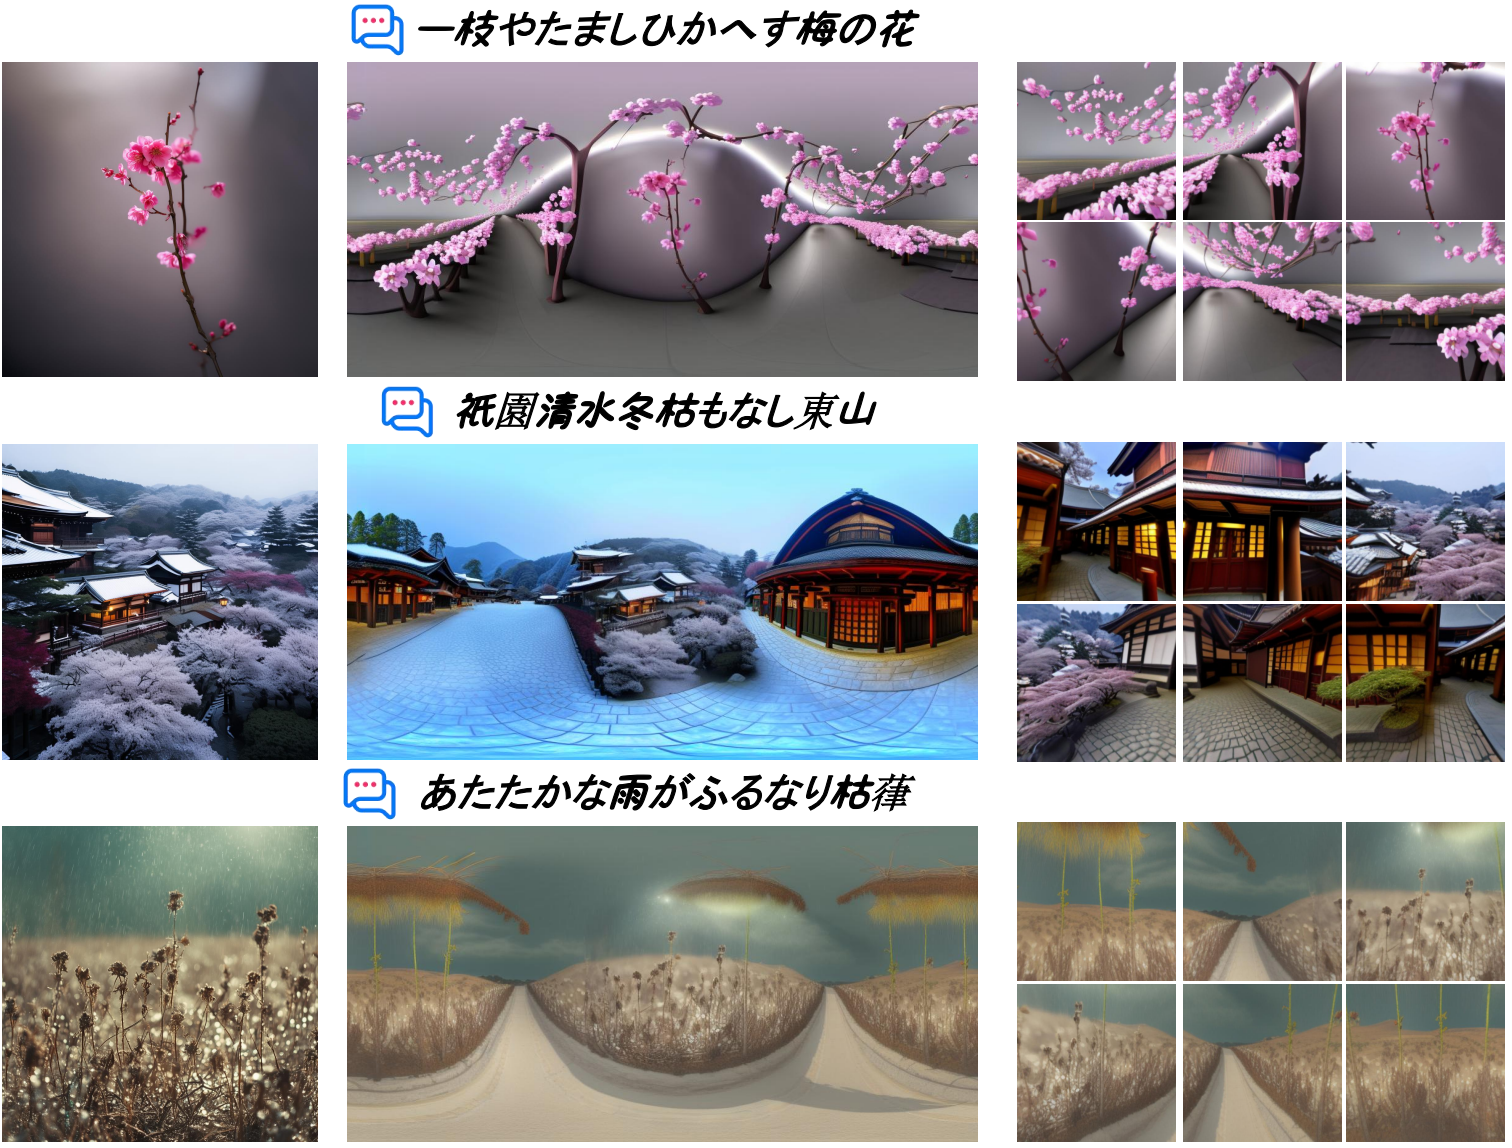 一枝やたましひかへす梅の花
祇園清水冬枯もなし東山
あたたかな雨がふるなり枯葎